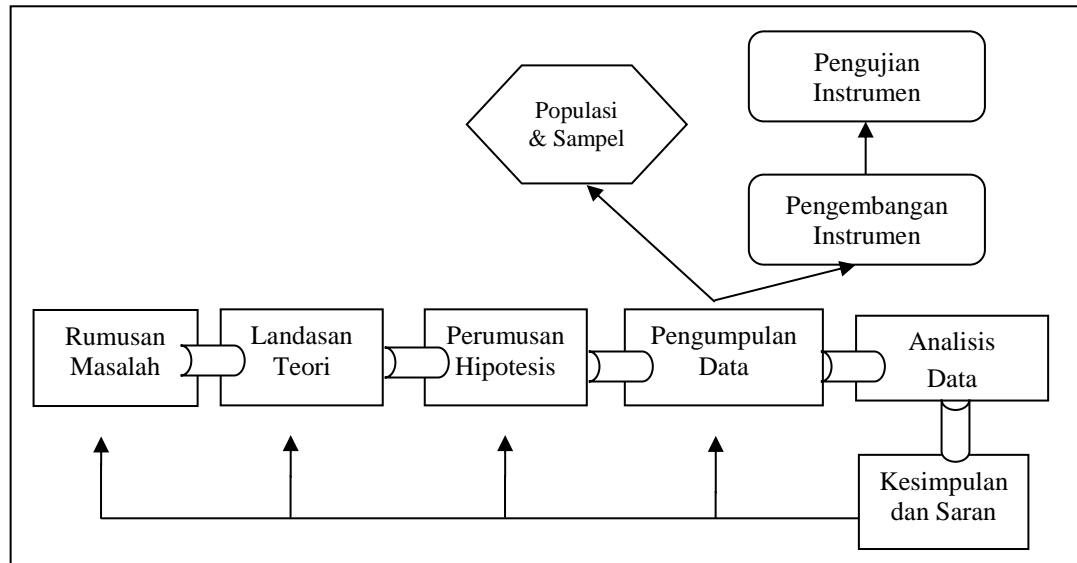 Pengujian
Instrumen
Populasi
& Sampel
Pengembangan
Instrumen
Rumusan
Masalah
Landasan
Teori
Perumusan
Hipotesis
Pengumpulan
Data
Analisis
Data
Kesimpulan
dan Saran